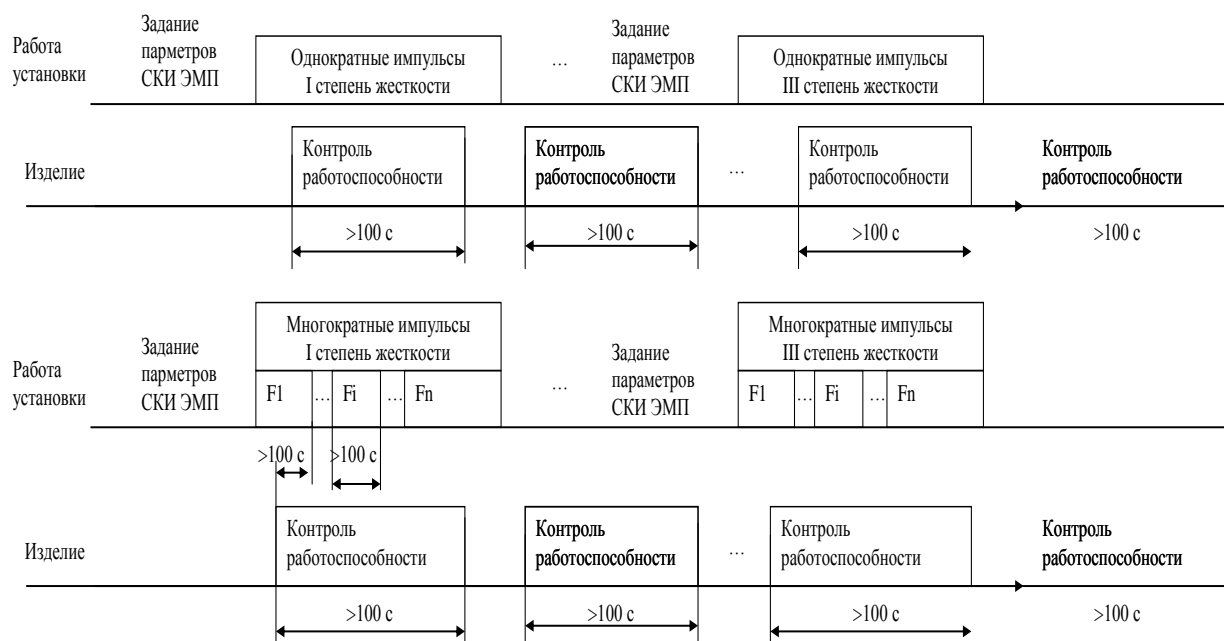 Работа
установки
Задание
парметров
СКИ ЭМП
Однократные импульсы
I степень жесткости
...
Задание
параметров
СКИ ЭМП
Однократные импульсы
III степень жесткости
Изделие
Контроль
работоспособности
Контроль
работоспособности
...
Контроль
работоспособности
Контроль
работоспособности
>100 с
>100 с
>100 с
>100 с
Работа
установки
Задание
парметров
СКИ ЭМП
Многократные импульсы
I степень жесткости
F1
...
Fi
...
Fn
...
Задание
параметров
СКИ ЭМП
Многократные импульсы
III степень жесткости
F1
...
Fi
...
Fn
>100 с
>100 с
Изделие
Контроль
работоспособности
Контроль
работоспособности
...
Контроль
работоспособности
Контроль
работоспособности
>100 с
>100 с
>100 с
>100 с